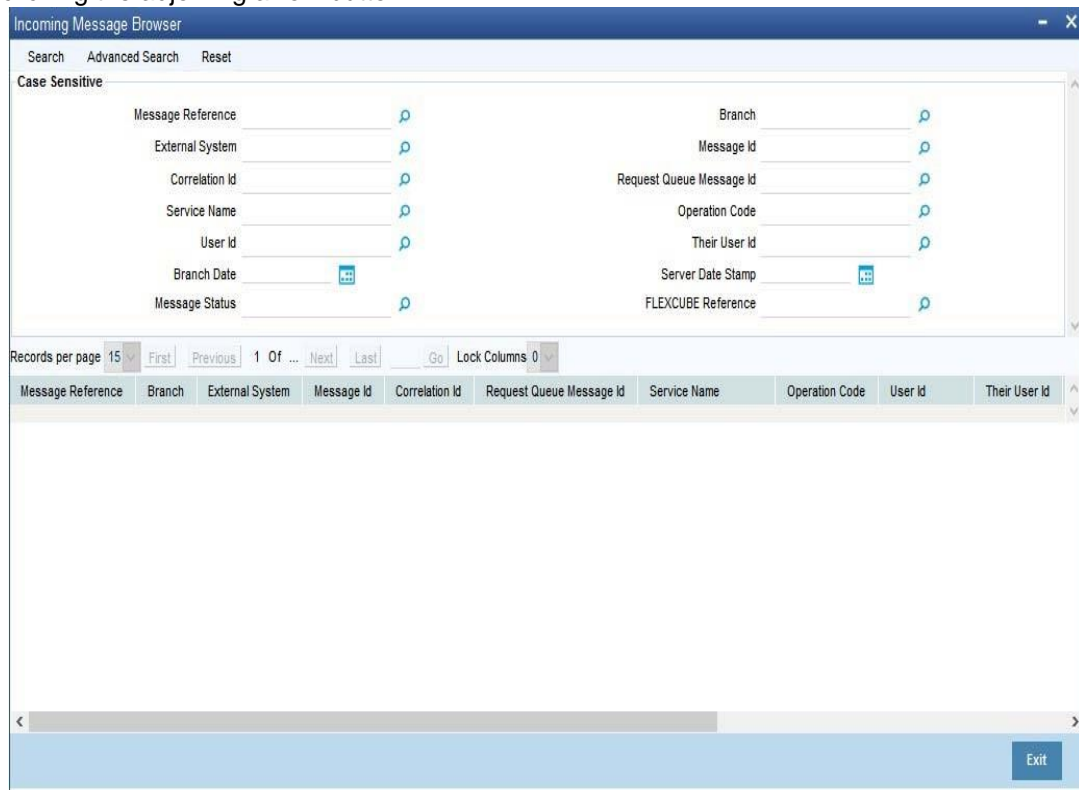 Incoming Message Browser
Search Advanced Search Reset
Case Sensitive
Message Reference Branch
External System Message Id
Correlation Id Request Queue Message Id
Service Name Operation Code
User Id Their User Id
Branch Date Server Date Stamp
Message Status FLEXCUBE Reference
Records per page 15 First Previous 1 Of ... Next Last Go Lock Columns 0
Message Reference Branch External System Message Id Correlation Id Request Queue Message Id Service Name Operation Code User Id Their User Id
Exit